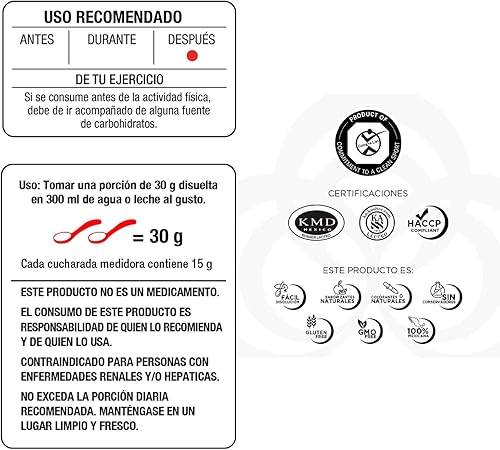 USO RECOMENDADO
ANTES DURANTE DESPUÉS
DE TU EJERCICIO
Si se consume antes de la actividad física,
debe de ir acompañado de alguna fuente
de carbohidratos.
Uso: Tomar una porción de 30 g disuelta
en 300 ml de agua o leche al gusto.
= 30 g
Cada cucharada medidora contiene 15 g
ESTE PRODUCTO NO ES UN MEDICAMENTO.
EL CONSUMO DE ESTE PRODUCTO ES
RESPONSABILIDAD DE QUIEN LO RECOMIENDA
Y DE QUIEN LO USA.
CONTRAINDICADO PARA PERSONAS CON
ENFERMEDADES RENALES Y/O HEPATICAS.
NO EXCEDA LA PORCIÓN DIARIA
RECOMENDADA. MANTÉNGASE EN UN
LUGAR LIMPIO Y FRESCO.
PRODUCT OF
COMMITMENT TO A CLEAN SPORT
CERTIFICACIONES
KMD
MEXICO
HACCP
COMPLIANT
ESTE PRODUCTO ES:
FÁCIL
DISOLUCIÓN
SABORIZANTES
NATURALES
COLORANTES
NATURALES
SIN
CONSERVADORES
GLUTEN
FREE
GMO
FREE
100%
MEXICANA